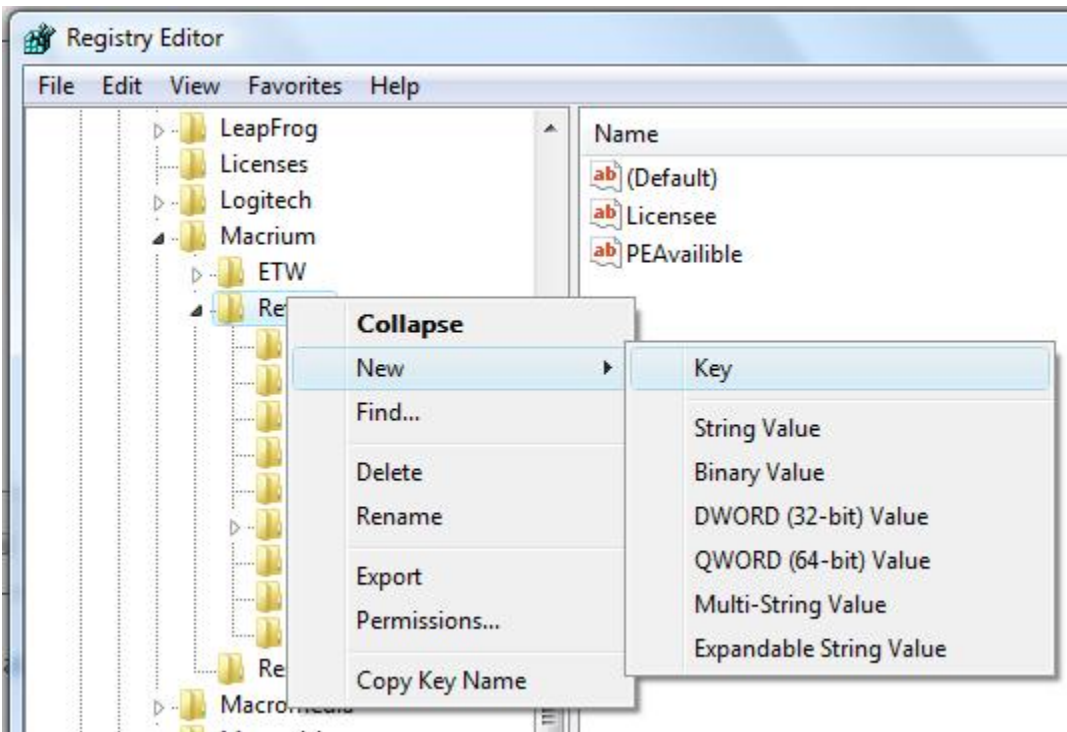 Registry Editor
File Edit View Favorites Help
LeapFrog
Licenses
Logitech
Macrium
ETW
Re
Re
Name
(Default)
Licensee
PEAvailible
Collapse
New
Find...
Delete
Rename
Export
Permissions...
Copy Key Name
Key
String Value
Binary Value
DWORD (32-bit) Value
QWORD (64-bit) Value
Multi-String Value
Expandable String Value